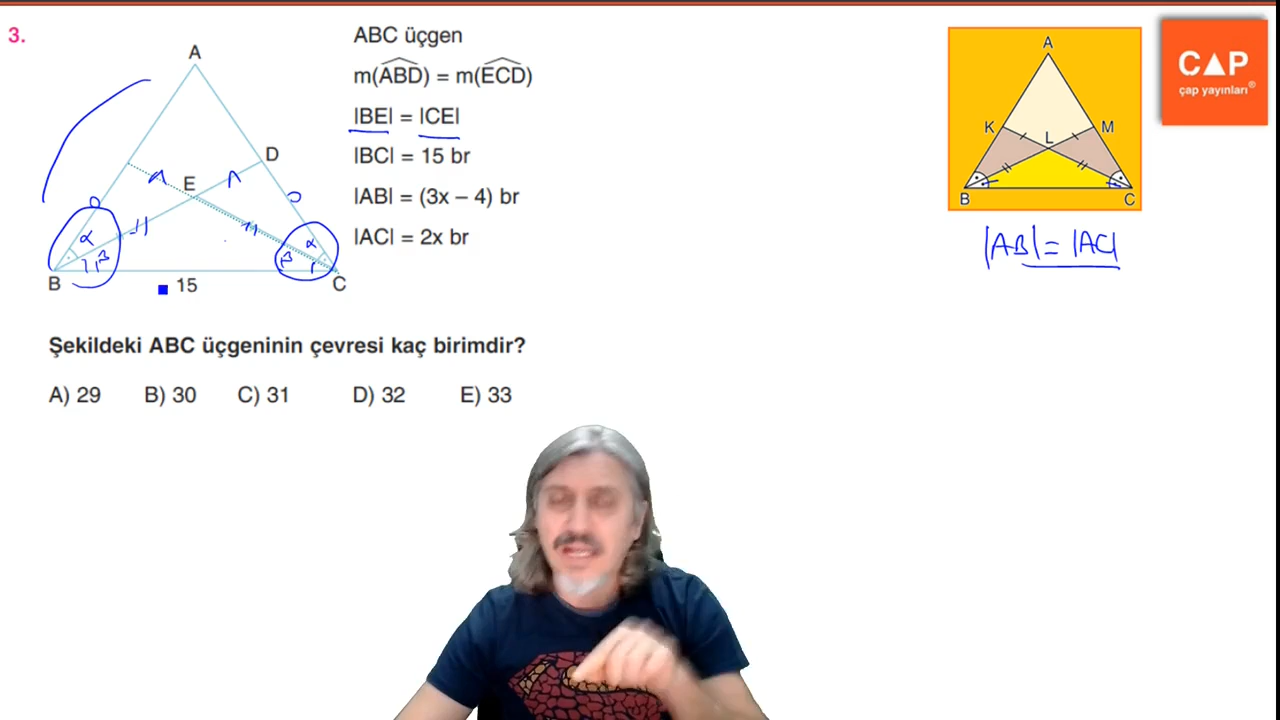 3.
ABC üçgen
m(ABD) = m(ECD)
|BE| = |CE|
|BC| = 15 br
|AB| = (3x – 4) br
|AC| = 2x br
A
D
E
B
C
15
α
β
α
β
Şekildeki ABC üçgeninin çevresi kaç birimdir?
A) 29 B) 30 C) 31 D) 32 E) 33
A
K
L
M
B
C
|AB| = |AC|
CAP
çap yayınları®